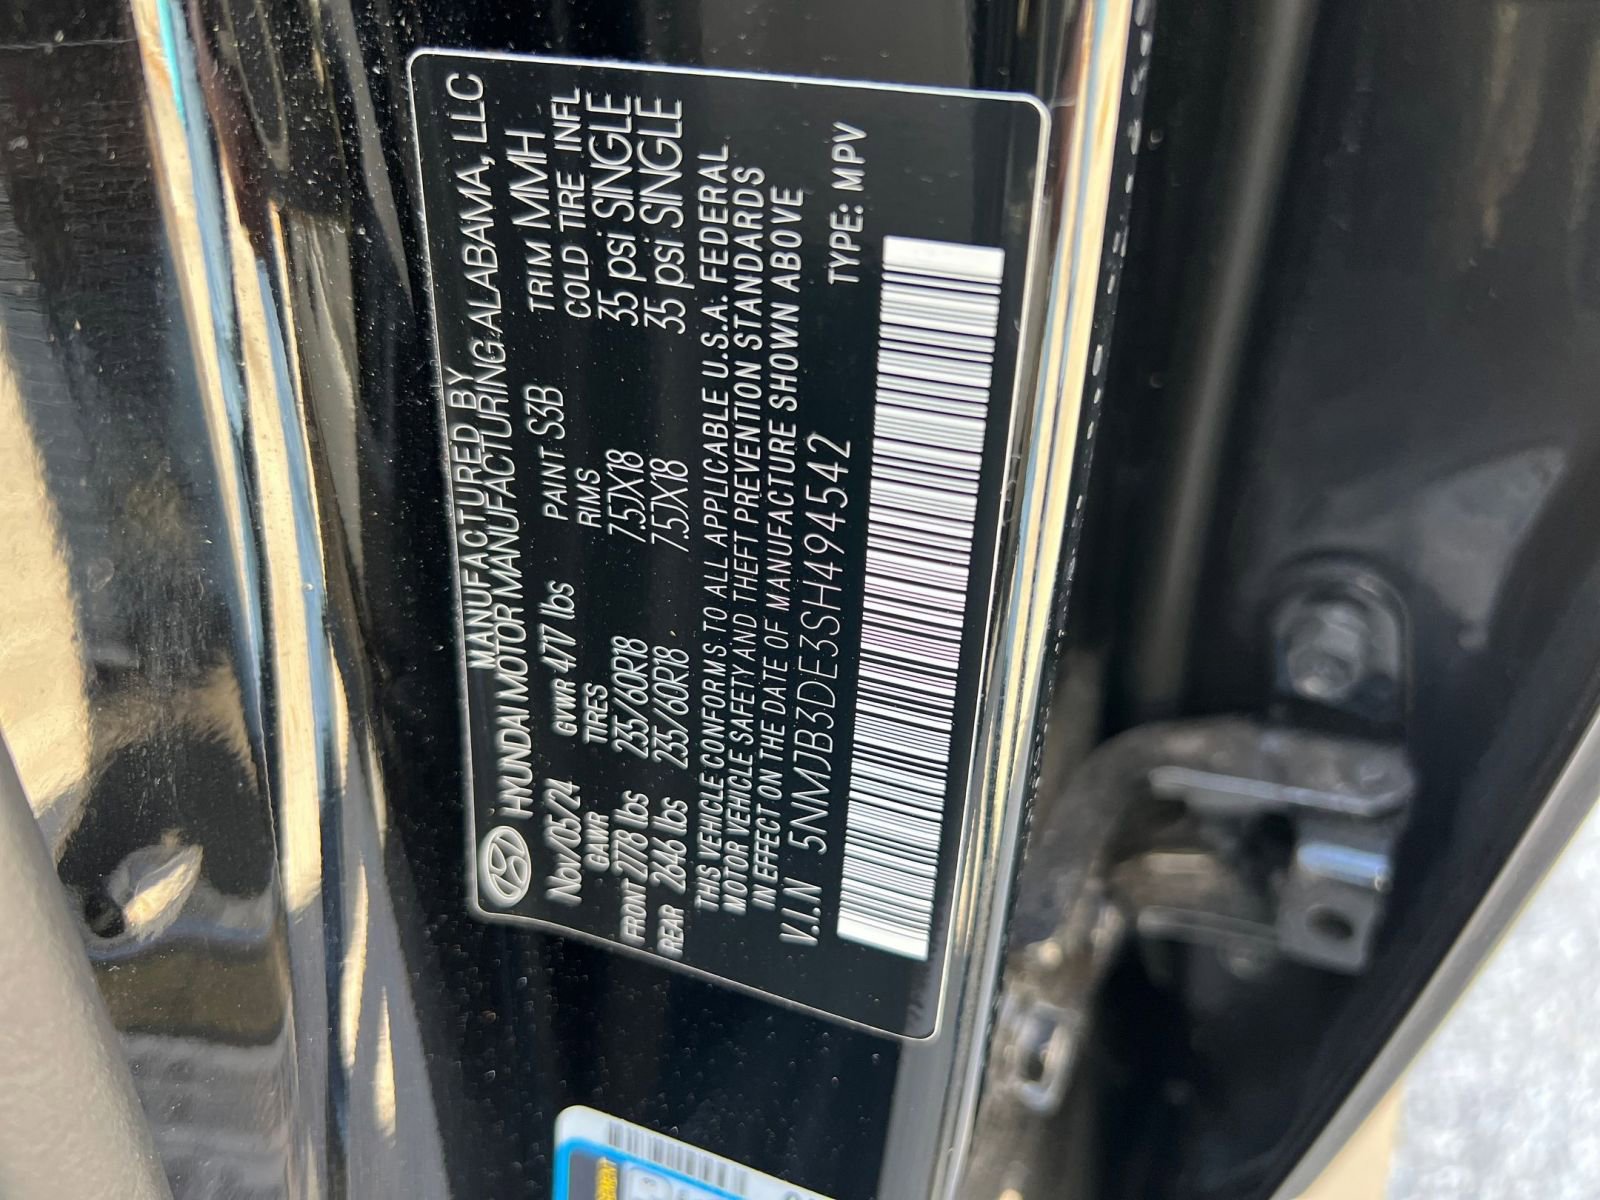 MANUFACTURED BY
HYUNDAI MOTOR MANUFACTURING ALABAMA, LLC
Nov/05/24 GVWR 4717 lbs PAINT S3B TRIM MMH
GAWR TIRES RIMS COLD TIRE INFL
FRONT 2778 lbs 235/60R18 7.5JX18 35 psi SINGLE
REAR 2646 lbs 235/60R18 7.5JX18 35 psi SINGLE
THIS VEHICLE CONFORMS TO ALL APPLICABLE U.S.A. FEDERAL
MOTOR VEHICLE SAFETY AND THEFT PREVENTION STANDARDS
IN EFFECT ON THE DATE OF MANUFACTURE SHOWN ABOVE
V.I.N 5NMJB3DE3SH494542 TYPE: MPV